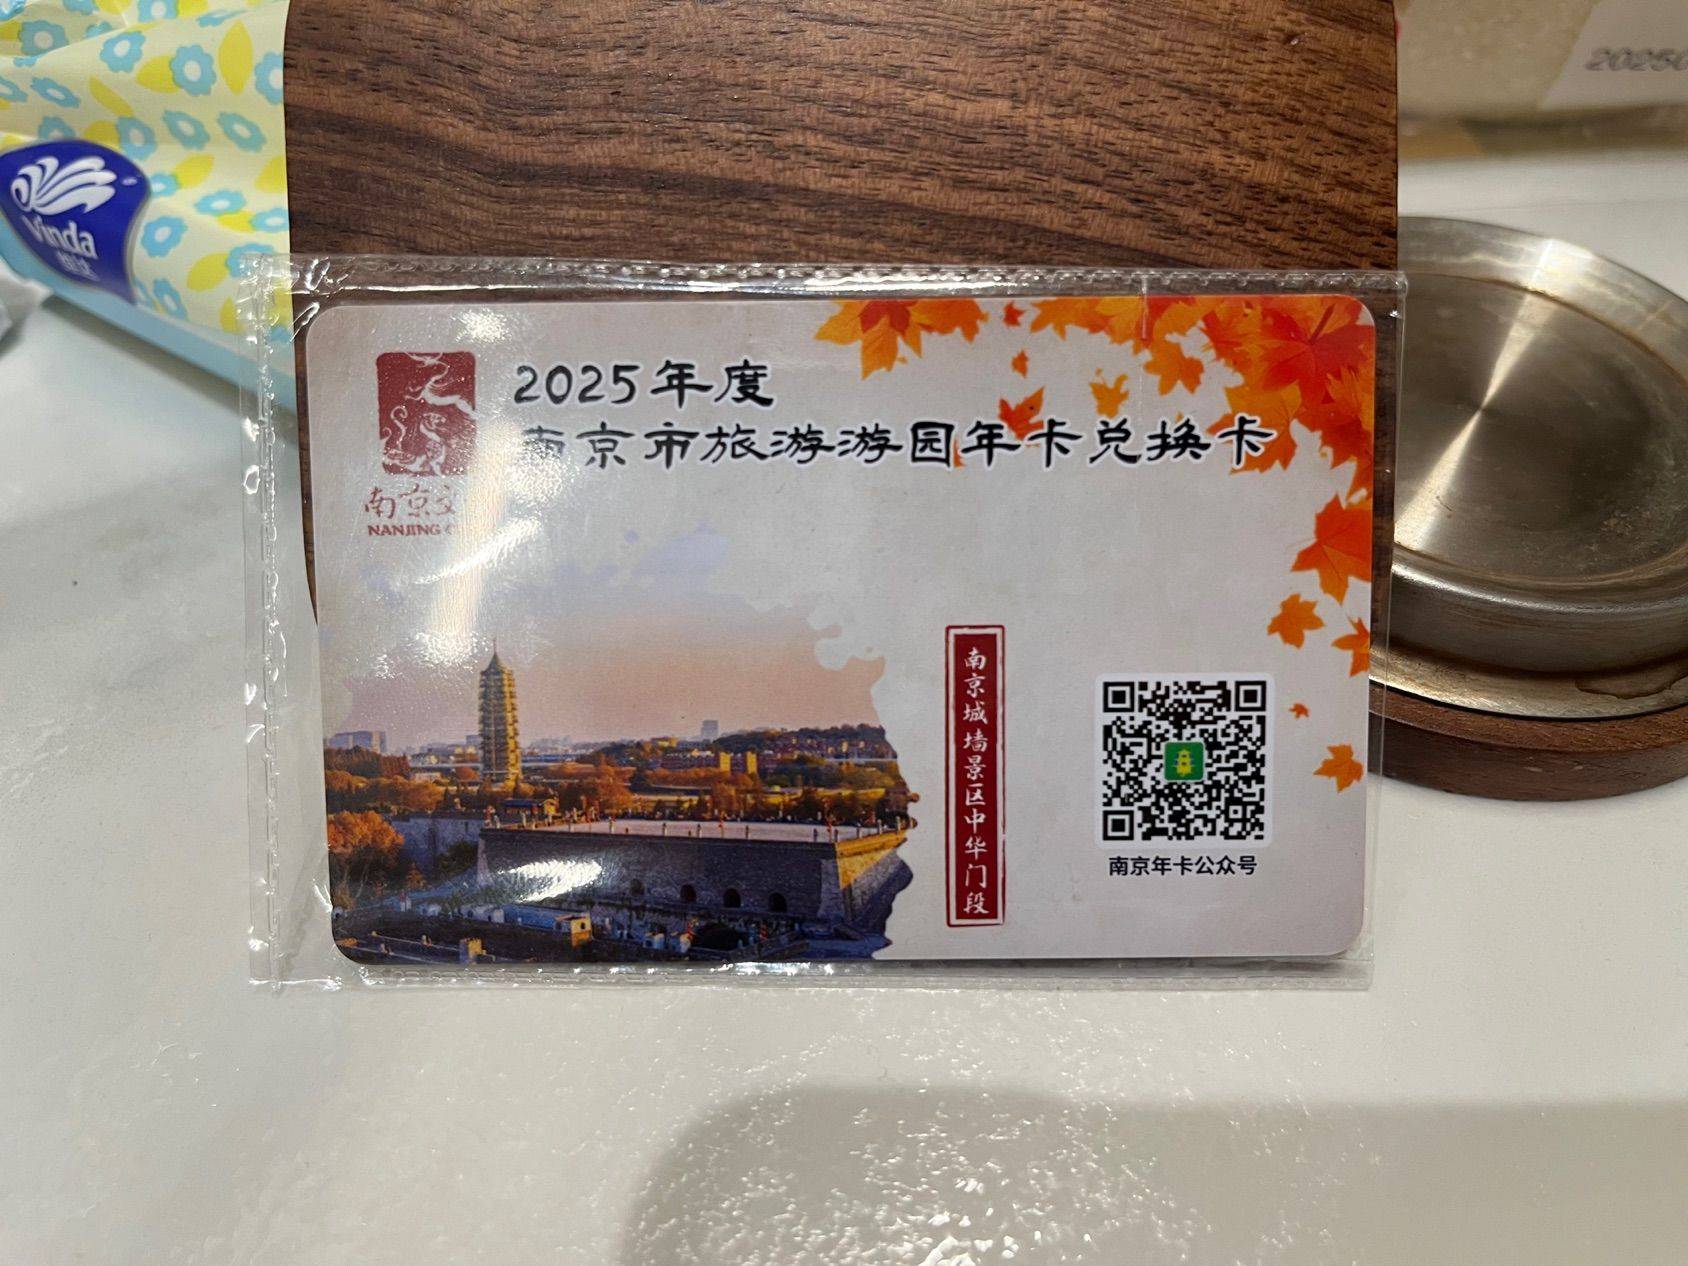 Vinda
2025年度
南京市旅游游园年卡兑换卡
南京
NANJING
南京城墙景区中华门段
南京年卡公众号